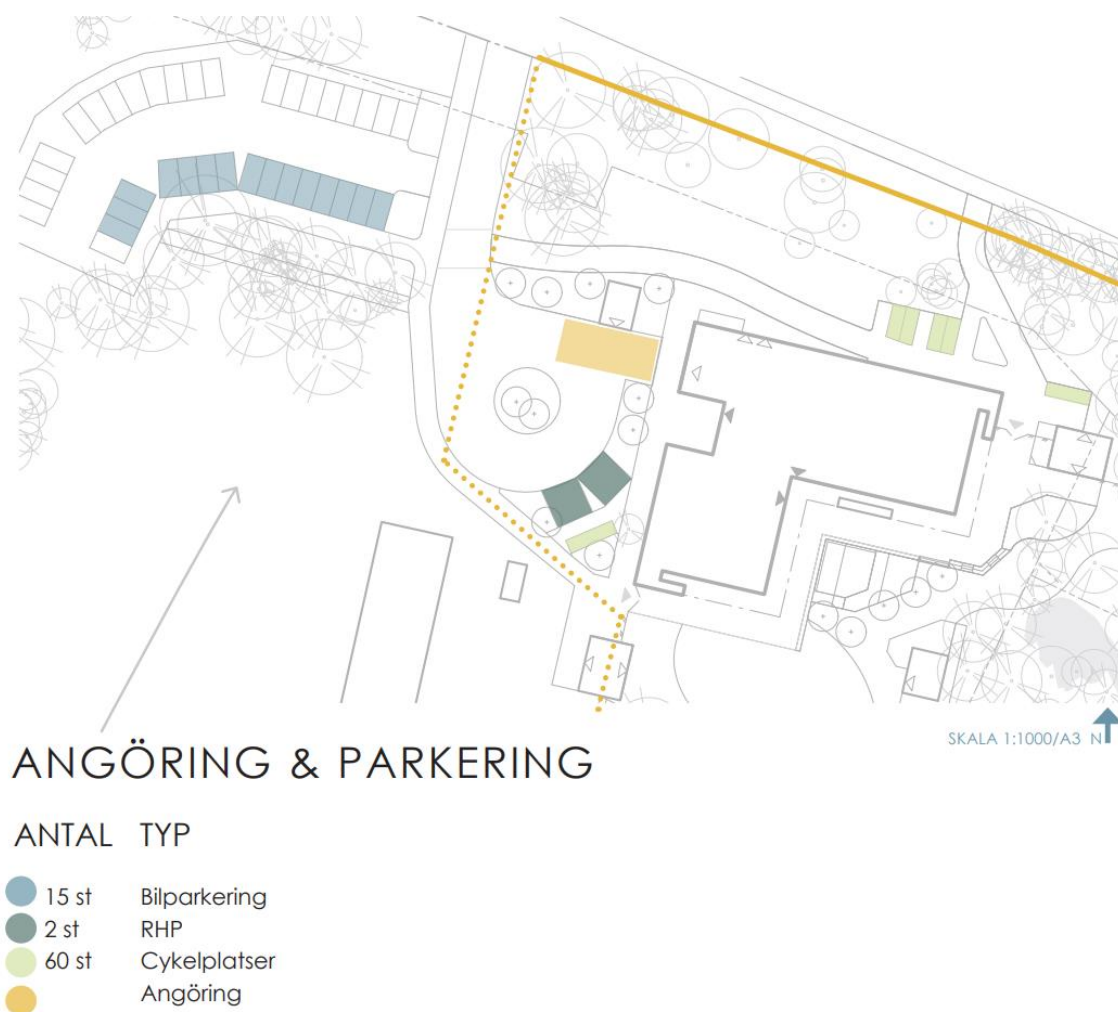 SKALA 1:1000/A3 N
ANGÖRING & PARKERING
ANTAL TYP
15 st Bilparkering
2 st RHP
60 st Cykelplatser
Angöring